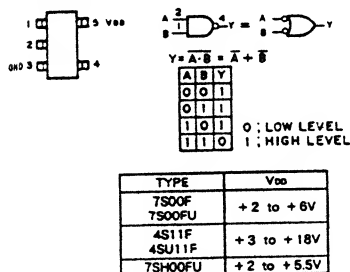 1 5 VDD
2
GND 3 4
A 2 4 Y = A Y
B 1 B
Y = A·B = A + B
A B Y
0 0 1
0 1 1
1 0 1
1 1 0
0 ; LOW LEVEL
1 ; HIGH LEVEL
TYPE VDD
7S00F +2 to +6V
7S00FU
4S11F +3 to +18V
4SU11F
7SH00FU +2 to +5.5V